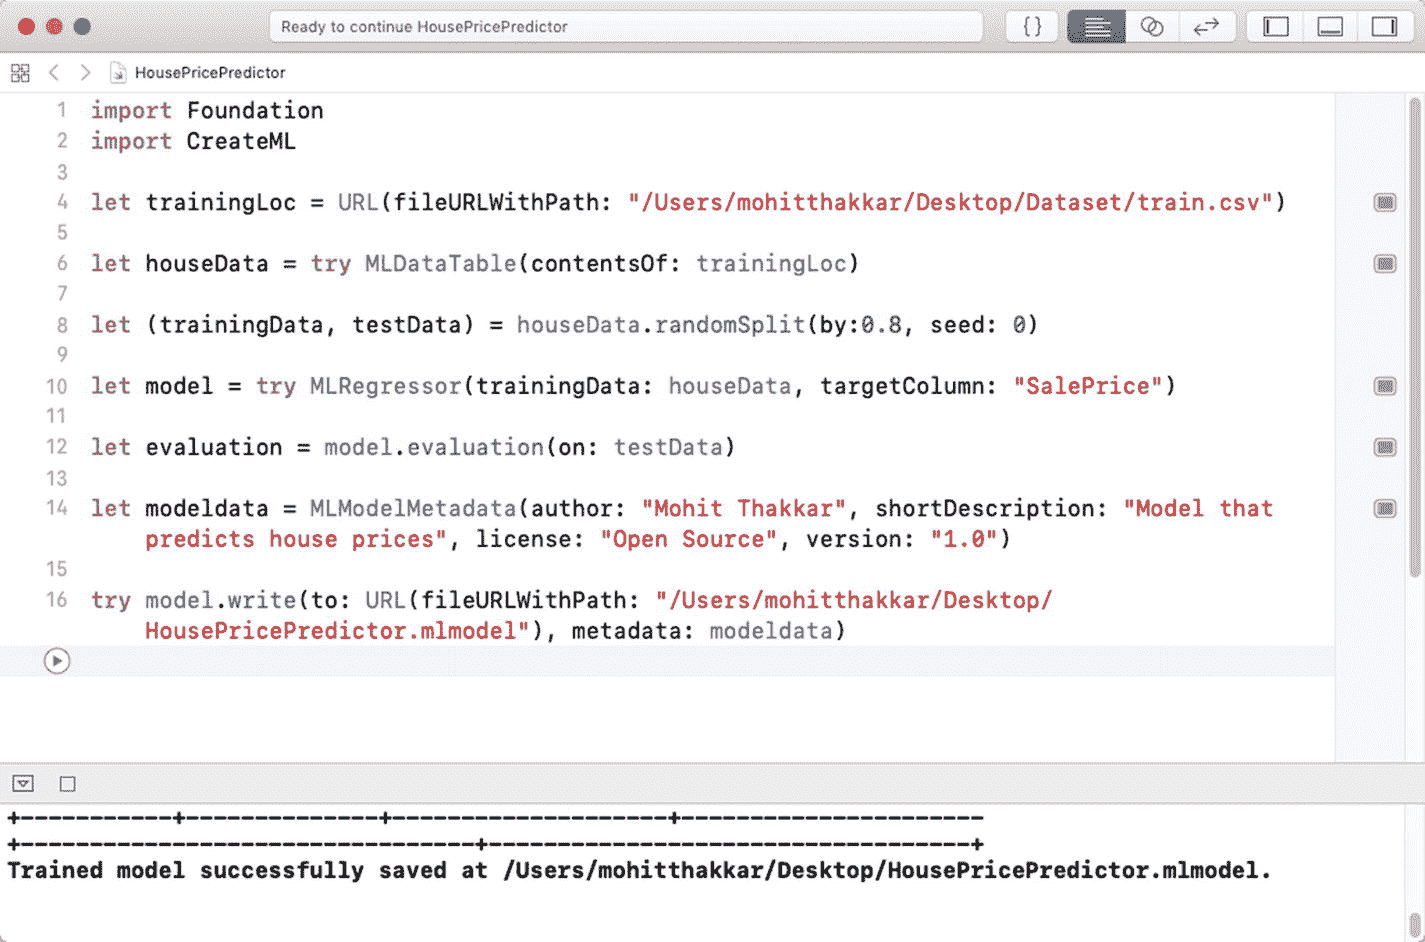 Ready to continue HousePricePredictor
{}
HousePricePredictor
1 import Foundation
2 import CreateML
3
4 let trainingLoc = URL(fileURLWithPath: "/Users/mohitthakkar/Desktop/Dataset/train.csv")
5
6 let houseData = try MLDataTable(contentsOf: trainingLoc)
7
8 let (trainingData, testData) = houseData.randomSplit(by:0.8, seed: 0)
9
10 let model = try MLRegressor(trainingData: houseData, targetColumn: "SalePrice")
11
12 let evaluation = model.evaluation(on: testData)
13
14 let modeldata = MLModelMetadata(author: "Mohit Thakkar", shortDescription: "Model that
predicts house prices", license: "Open Source", version: "1.0")
15
16 try model.write(to: URL(fileURLWithPath: "/Users/mohitthakkar/Desktop/
HousePricePredictor.mlmodel"), metadata: modeldata)
+-----------+--------------+--------------------+----------------------
+---------------------------------+-----------------------------------+
Trained model successfully saved at /Users/mohitthakkar/Desktop/HousePricePredictor.mlmodel.